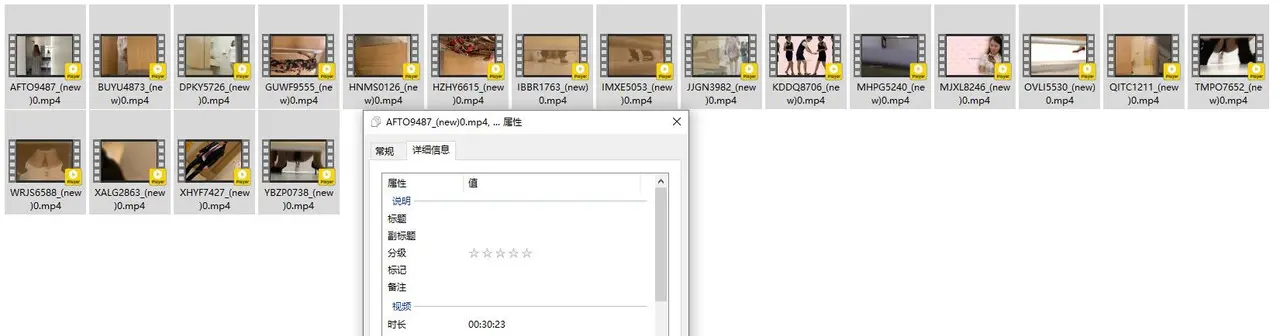 AFTO9487_(new)0.mp4
BUYU4873_(new)0.mp4
DPKY5726_(new)0.mp4
GUWF9555_(new)0.mp4
HNMS0126_(new)0.mp4
HZHY6615_(new)0.mp4
IBBR1763_(new)0.mp4
IMXE5053_(new)0.mp4
JJGN3982_(new)0.mp4
KDDQ8706_(new)0.mp4
MHPG5240_(new)0.mp4
MJXL8246_(new)0.mp4
OVLI5530_(new)0.mp4
QITC1211_(new)0.mp4
TMPO7652_(new)0.mp4
WRJS6588_(new)0.mp4
XALG2863_(new)0.mp4
XHYF7427_(new)0.mp4
YBZP0738_(new)0.mp4
AFTO9487_(new)0.mp4, ... 属性
常规 详细信息
属性 值
说明
标题
副标题
分级 ☆☆☆☆☆
标记
备注
视频
时长 00:30:23